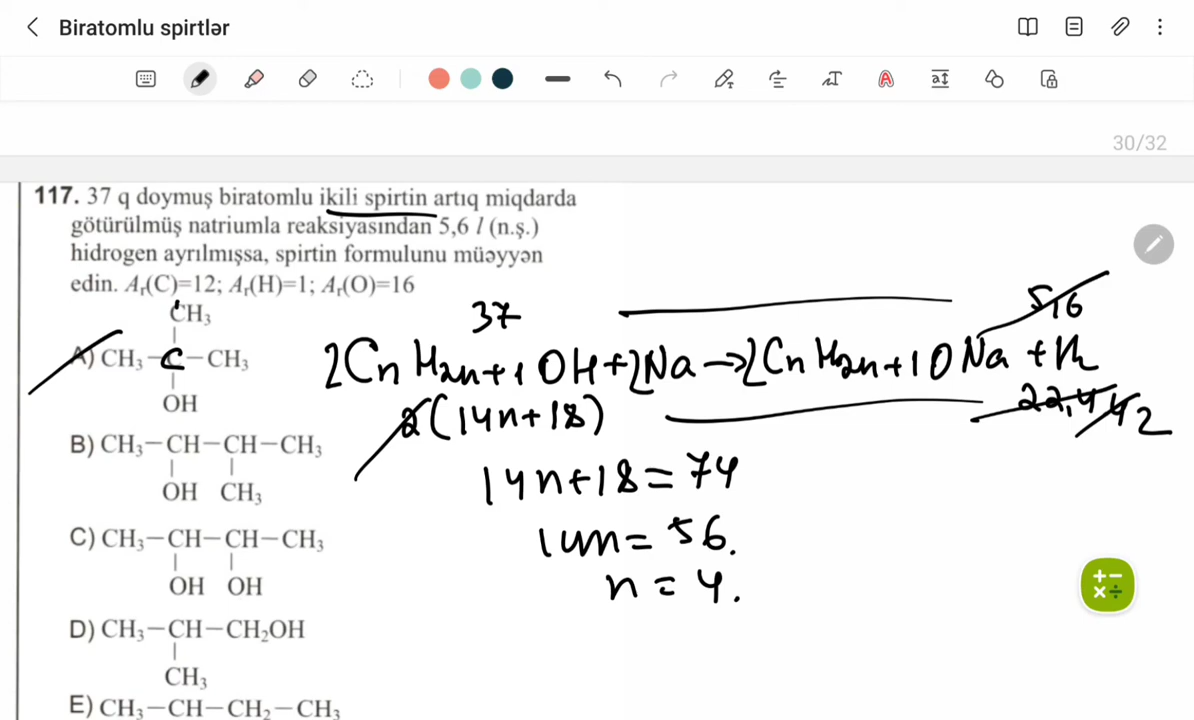 Biratomlu spirtlər
30/32
117. 37 q doymuş biratomlu ikili spirtin artıq miqdarda
götürülmüş natriumla reaksiyasından 5,6 l (n.ş.)
hidrogen ayrılmışsa, spirtin formulunu müəyyən
edin. Aᵣ(C)=12; Aᵣ(H)=1; Aᵣ(O)=16
CH₃
A) CH₃–C–CH₃
OH
B) CH₃–CH–CH–CH₃
OH CH₃
C) CH₃–CH–CH–CH₃
OH OH
D) CH₃–CH–CH₂OH
CH₃
E) CH₃–CH–CH₂–CH₃
37 5,6
2CnH2n+1OH+2Na→2CnH2n+1ONa+H₂
2(14n+18) 22,4 2
14n+18=74
14n=56.
n=4.